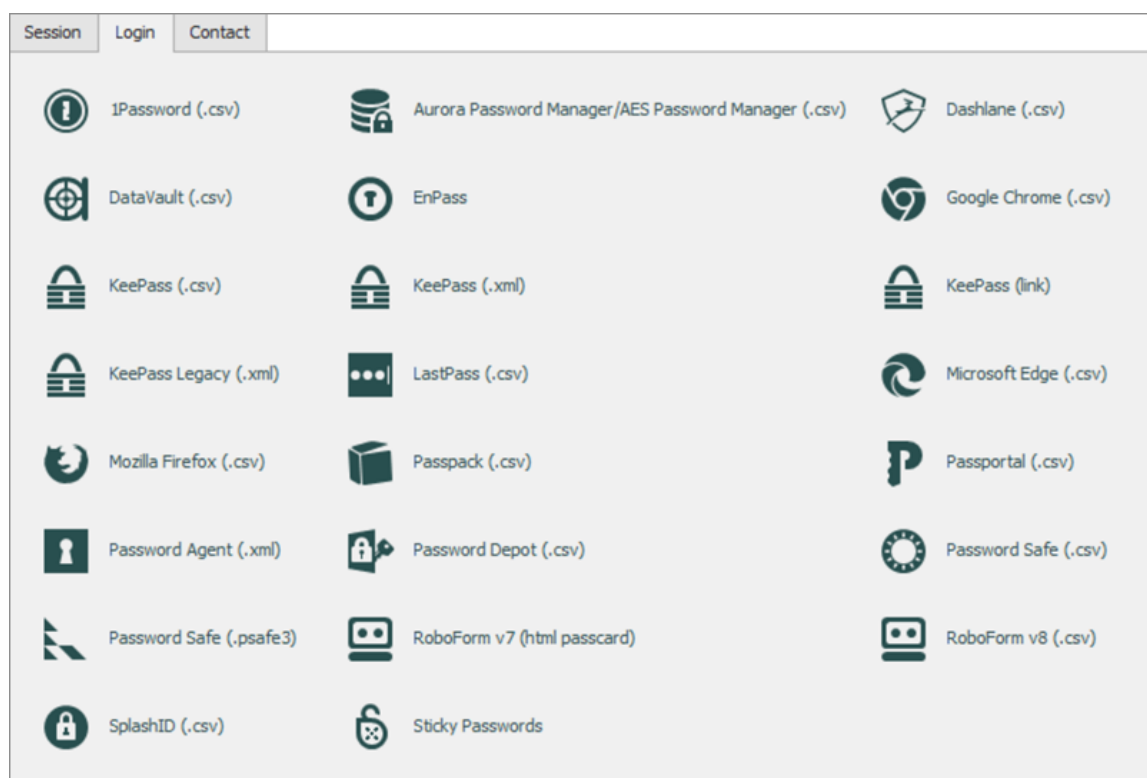 Session Login Contact
1Password (.csv) Aurora Password Manager/AES Password Manager (.csv) Dashlane (.csv)
DataVault (.csv) EnPass Google Chrome (.csv)
KeePass (.csv) KeePass (.xml) KeePass (link)
KeePass Legacy (.xml) LastPass (.csv) Microsoft Edge (.csv)
Mozilla Firefox (.csv) Passpack (.csv) Passportal (.csv)
Password Agent (.xml) Password Depot (.csv) Password Safe (.csv)
Password Safe (.psafe3) RoboForm v7 (html passcard) RoboForm v8 (.csv)
SplashID (.csv) Sticky Passwords